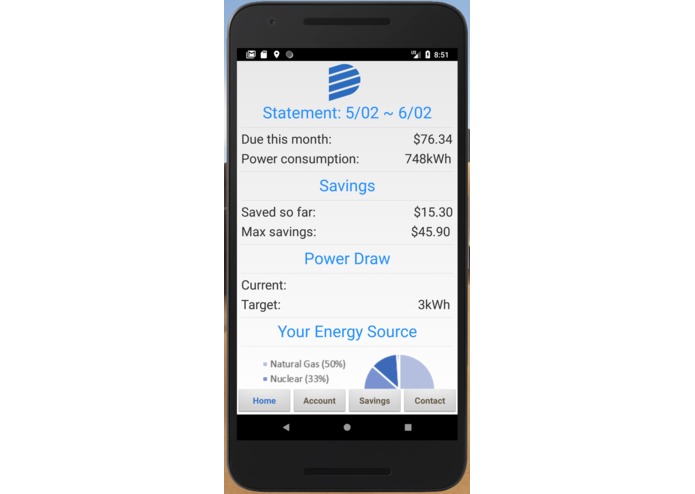 8:51
Statement: 5/02 ~ 6/02
Due this month: $76.34
Power consumption: 748kWh
Savings
Saved so far: $15.30
Max savings: $45.90
Power Draw
Current:
Target: 3kWh
Your Energy Source
Natural Gas (50%)
Nuclear (33%)
Home Account Savings Contact